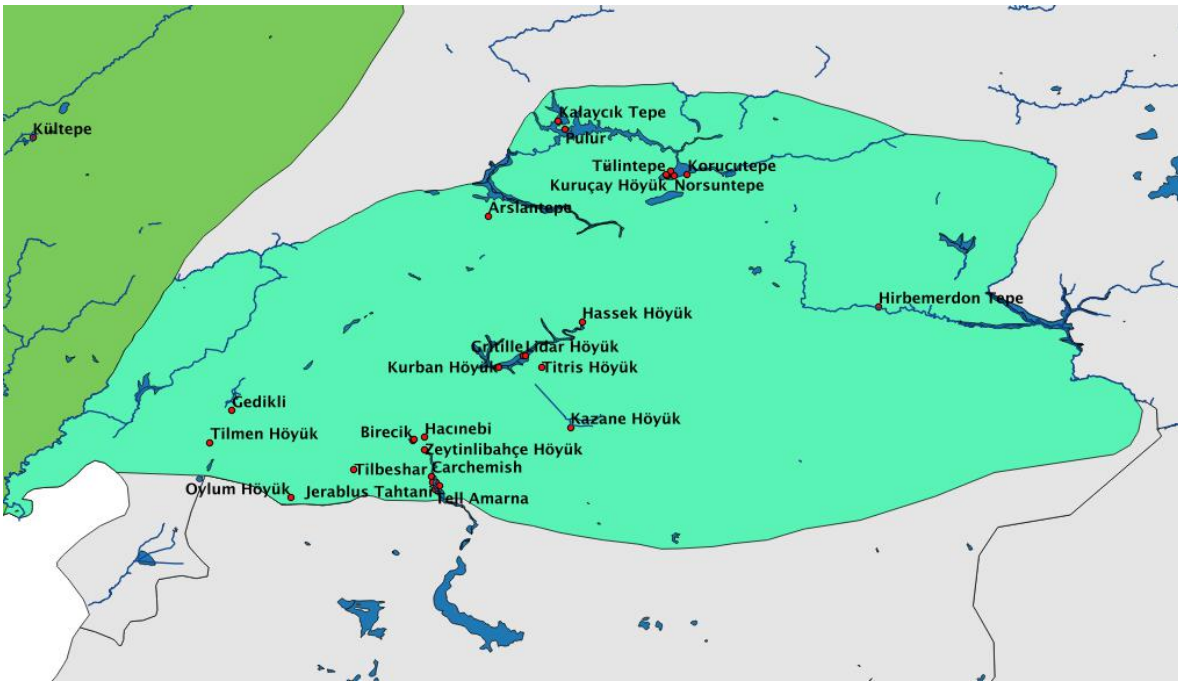 Kalaycık Tepe
Kültepe
Pulur
Tülintepe
Korucutepe
Kuruçay Höyük
Norsuntepe
Arslantepe
Hirbemerdon Tepe
Hassek Höyük
Gritille
Lidar Höyük
Kurban Höyük
Titris Höyük
Gedikli
Kazane Höyük
Tilmen Höyük
Birecik
Hacınebi
Zeytinlibahçe Höyük
Tilbeshar
Carchemish
Oylum Höyük
Jerablus Tahtani
Tell Amarna